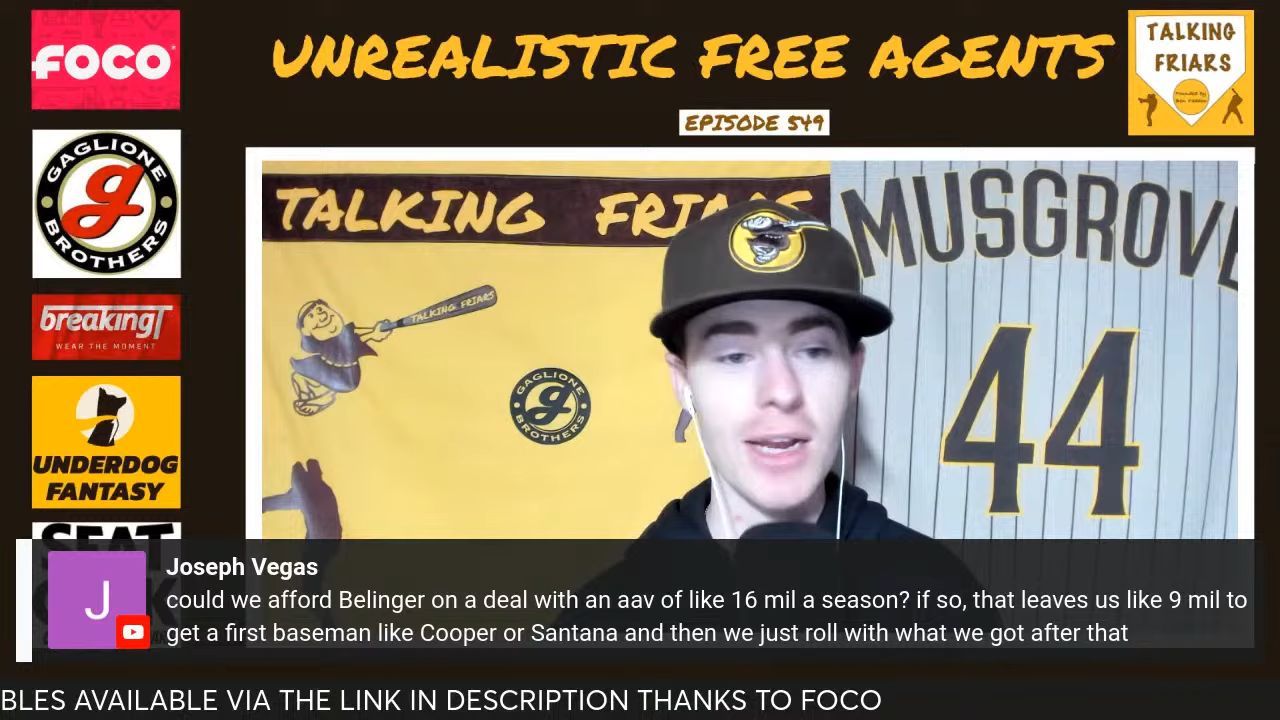 FOCO
UNREALISTIC FREE AGENTS
TALKING
FRIARS
EPISODE 549
GAGLIONE
g
BROTHERS
breakingT
WEAR THE MOMENT
UNDERDOG
FANTASY
SEAT
TALKING FRIARS
TALKING FRIARS
GAGLIONE
g
BROTHERS
MUSGROVE
44
J
Joseph Vegas
could we afford Belinger on a deal with an aav of like 16 mil a season? if so, that leaves us like 9 mil to
get a first baseman like Cooper or Santana and then we just roll with what we got after that
BLES AVAILABLE VIA THE LINK IN DESCRIPTION THANKS TO FOCO